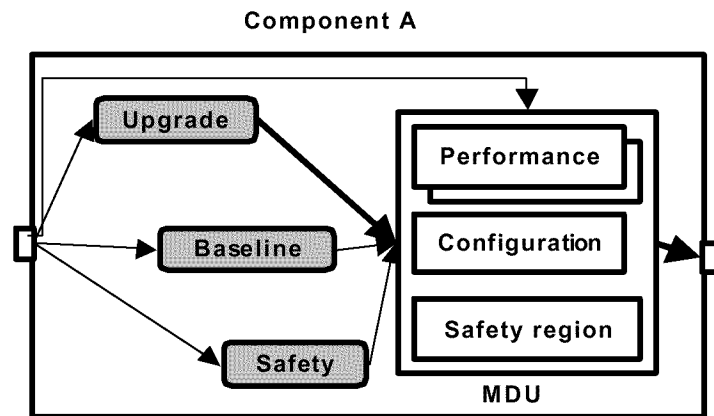 Component A
Upgrade
Performance
Baseline
Configuration
Safety
Safety region
MDU